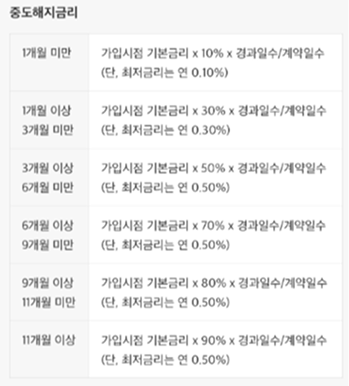 중도해지금리
1개월 미만
가입시점 기본금리 x 10% x 경과일수/계약일수
(단, 최저금리는 연 0.10%)
1개월 이상
3개월 미만
가입시점 기본금리 x 30% x 경과일수/계약일수
(단, 최저금리는 연 0.30%)
3개월 이상
6개월 미만
가입시점 기본금리 x 50% x 경과일수/계약일수
(단, 최저금리는 연 0.50%)
6개월 이상
9개월 미만
가입시점 기본금리 x 70% x 경과일수/계약일수
(단, 최저금리는 연 0.50%)
9개월 이상
11개월 미만
가입시점 기본금리 x 80% x 경과일수/계약일수
(단, 최저금리는 연 0.50%)
11개월 이상
가입시점 기본금리 x 90% x 경과일수/계약일수
(단, 최저금리는 연 0.50%)